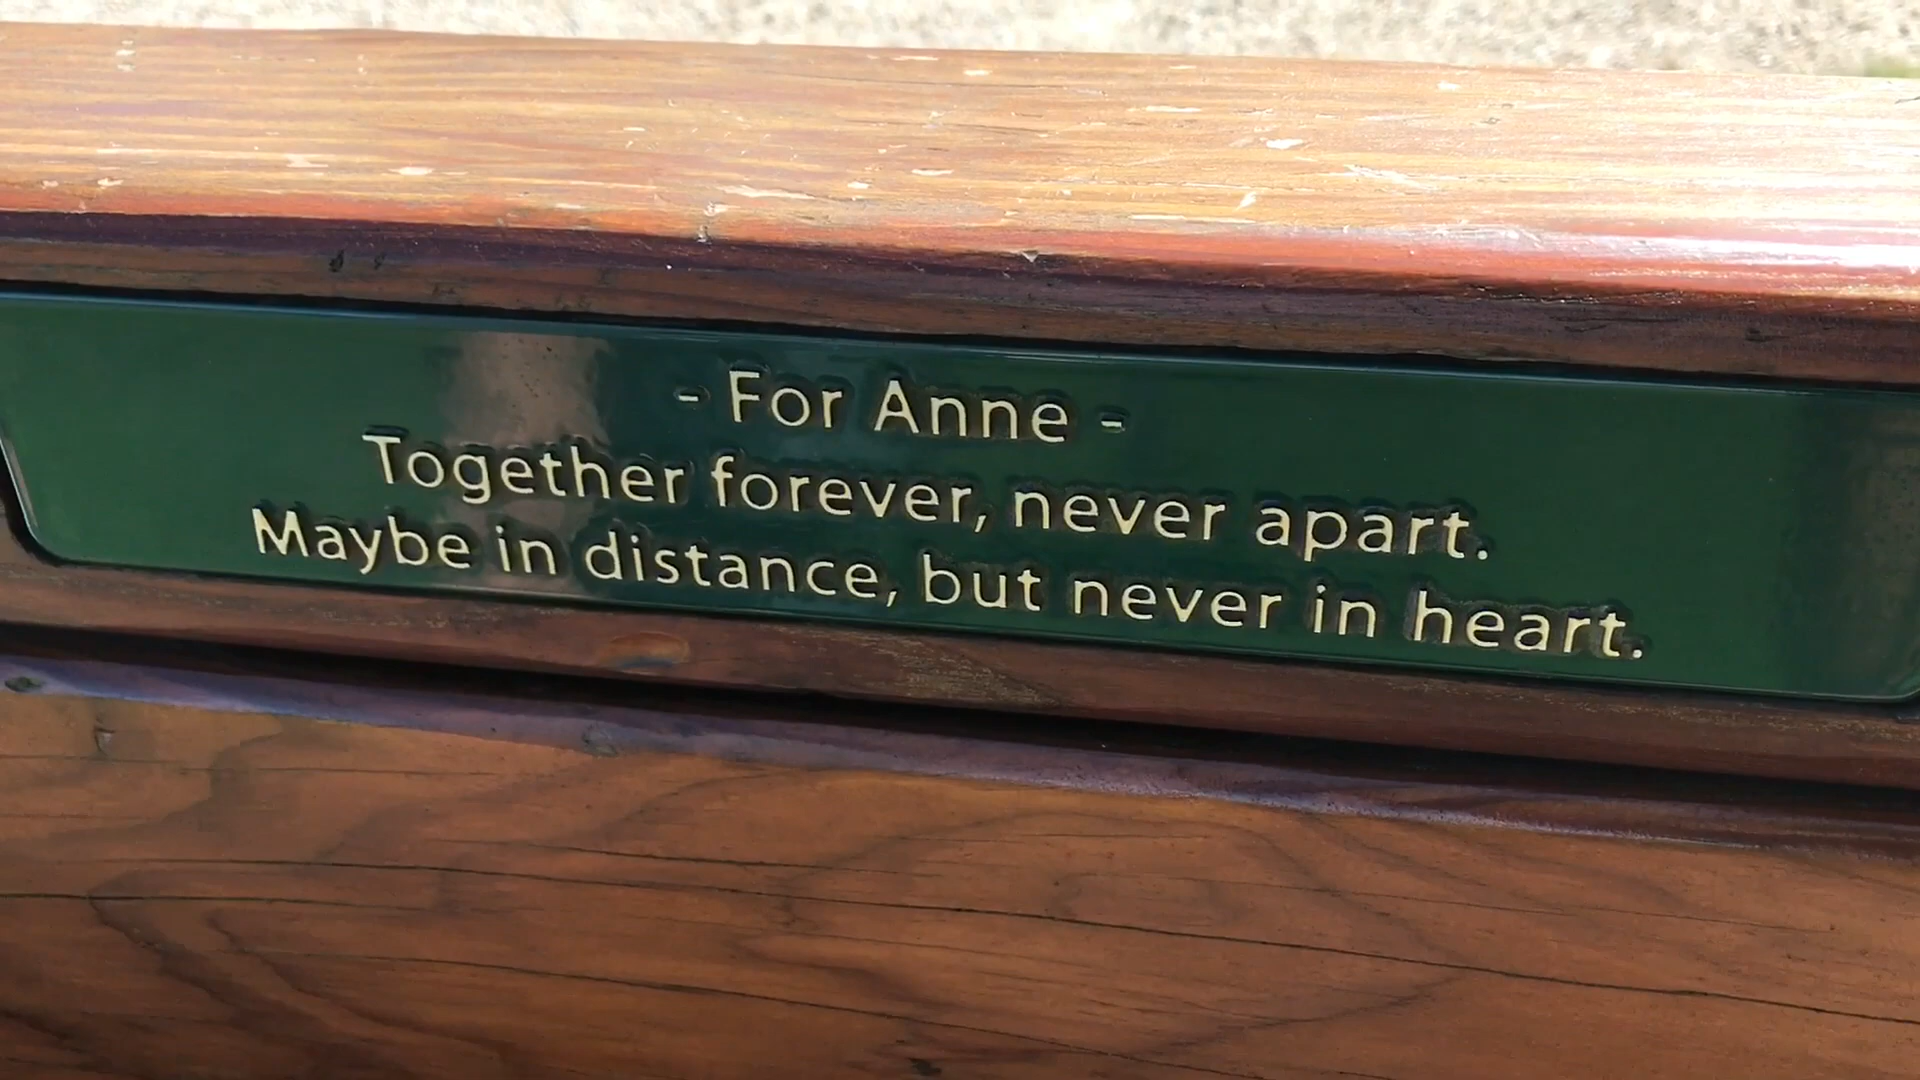 - For Anne -
Together forever, never apart.
Maybe in distance, but never in heart.